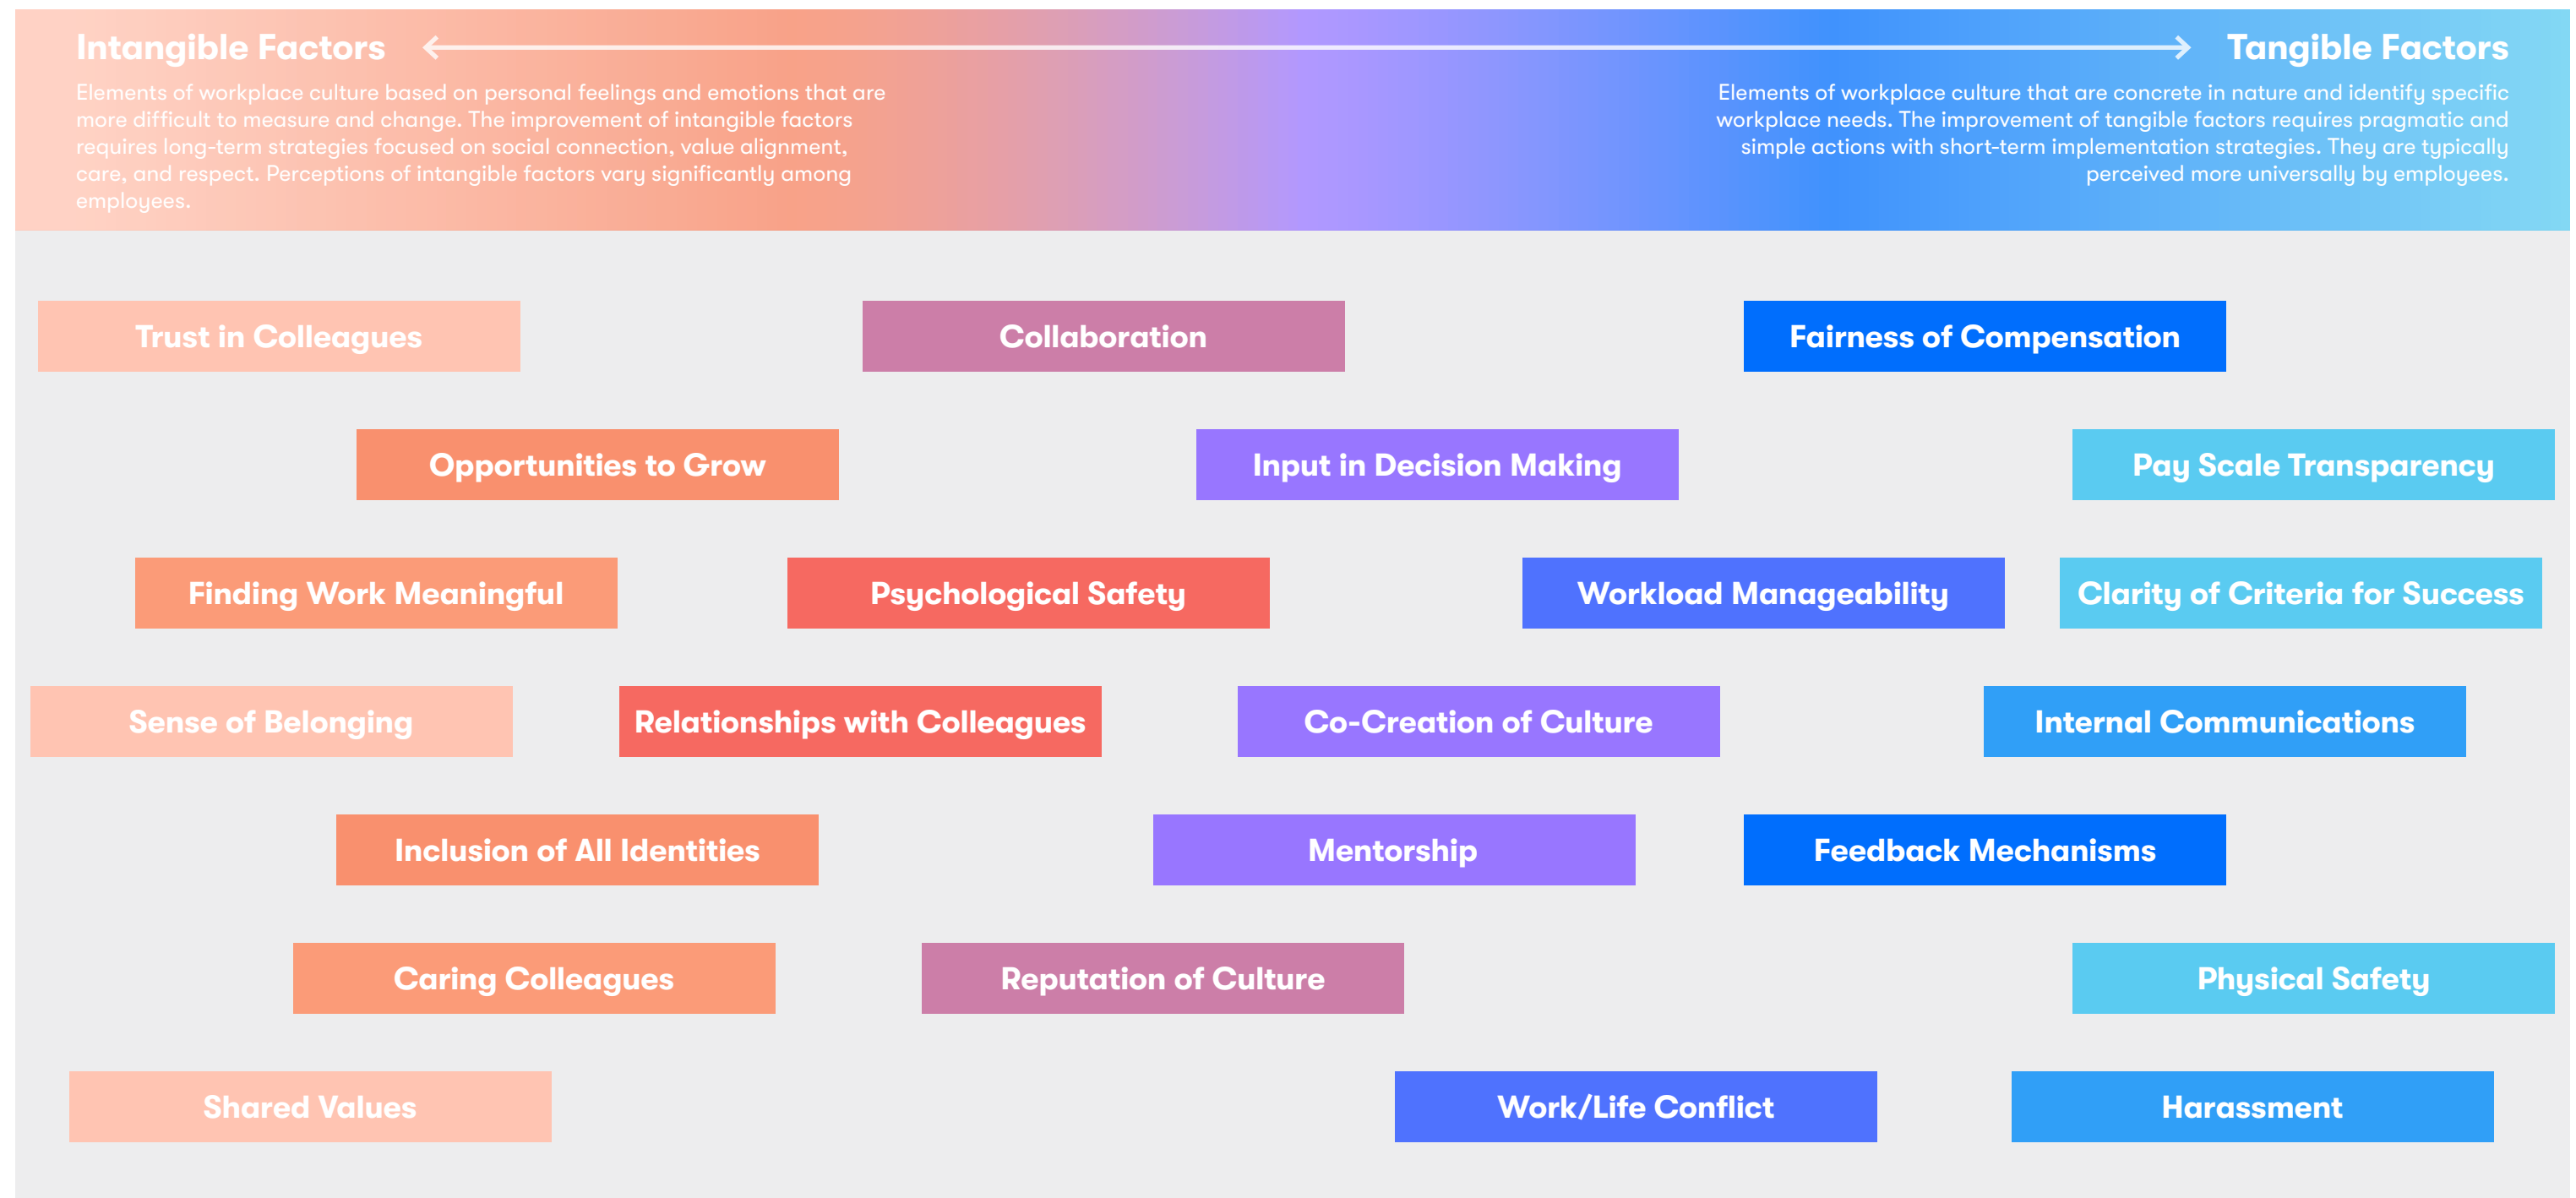 Intangible Factors
Elements of workplace culture based on personal feelings and emotions that are
more difficult to measure and change. The improvement of intangible factors
requires long-term strategies focused on social connection, value alignment,
care, and respect. Perceptions of intangible factors vary significantly among
employees.
Tangible Factors
Elements of workplace culture that are concrete in nature and identify specific
workplace needs. The improvement of tangible factors requires pragmatic and
simple actions with short-term implementation strategies. They are typically
perceived more universally by employees.
Trust in Colleagues
Collaboration
Fairness of Compensation
Opportunities to Grow
Input in Decision Making
Pay Scale Transparency
Finding Work Meaningful
Psychological Safety
Workload Manageability
Clarity of Criteria for Success
Sense of Belonging
Relationships with Colleagues
Co-Creation of Culture
Internal Communications
Inclusion of All Identities
Mentorship
Feedback Mechanisms
Caring Colleagues
Reputation of Culture
Physical Safety
Shared Values
Work/Life Conflict
Harassment